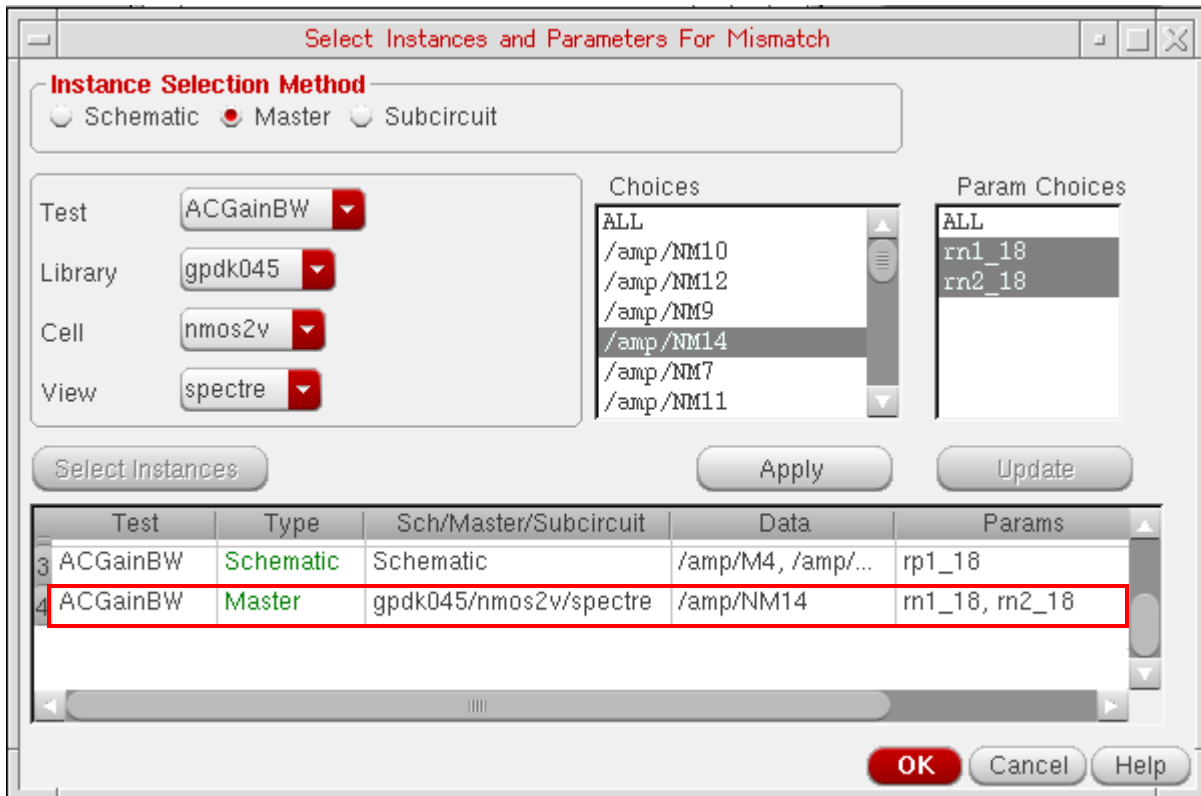 Select Instances and Parameters For Mismatch
Instance Selection Method
Schematic Master Subcircuit
Test ACGainBW
Library gpdk045
Cell nmos2v
View spectre
Choices
ALL
/amp/NM10
/amp/NM12
/amp/NM9
/amp/NM14
/amp/NM7
/amp/NM11
Param Choices
ALL
rn1_18
rn2_18
Select Instances Apply Update
Test Type Sch/Master/Subcircuit Data Params
3 ACGainBW Schematic Schematic /amp/M4, /amp/... rp1_18
4 ACGainBW Master gpdk045/nmos2v/spectre /amp/NM14 rn1_18, rn2_18
OK Cancel Help